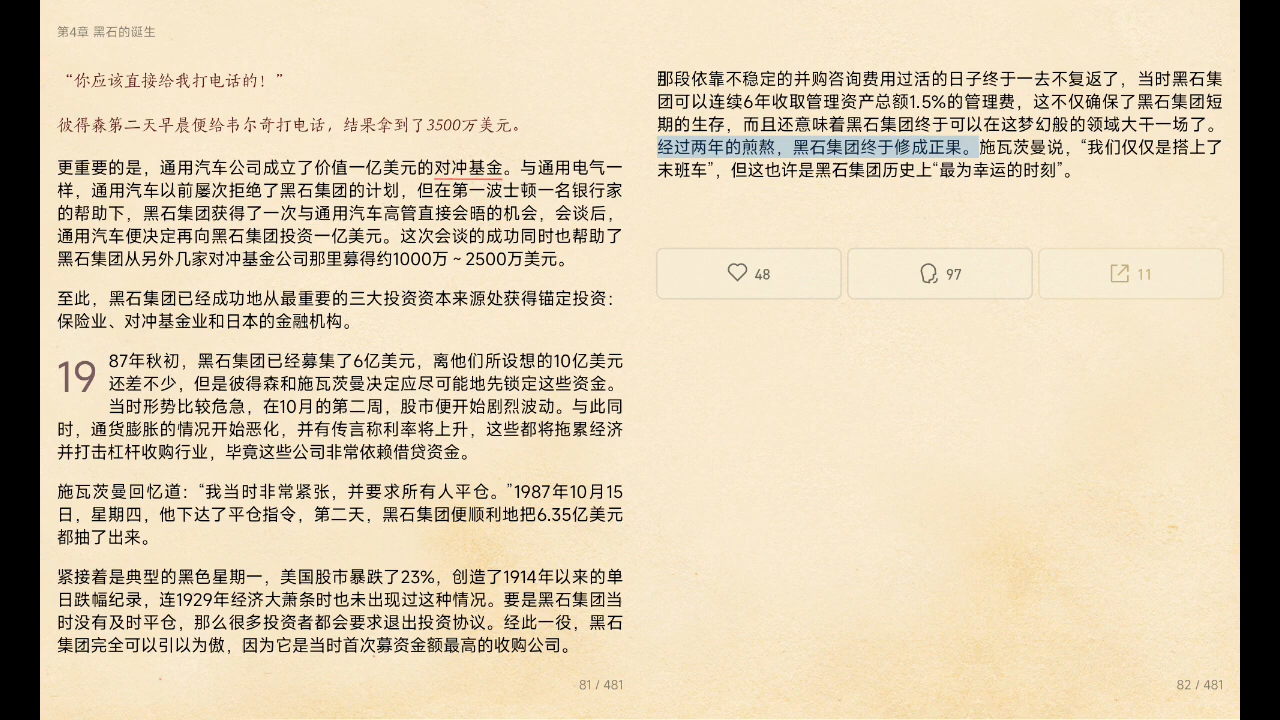 第4章 黑石的诞生
“你应该直接给我打电话的！”
彼得森第二天早晨便给韦尔奇打电话，结果拿到了3500万美元。
更重要的是，通用汽车公司成立了价值一亿美元的对冲基金。与通用电气一
样，通用汽车以前屡次拒绝了黑石集团的计划，但在第一波士顿一名银行家
的帮助下，黑石集团获得了一次与通用汽车高管直接会晤的机会，会谈后，
通用汽车便决定再向黑石集团投资一亿美元。这次会谈的成功同时也帮助了
黑石集团从另外几家对冲基金公司那里募得约1000万~2500万美元。
至此，黑石集团已经成功地从最重要的三大投资资本来源处获得锚定投资：
保险业、对冲基金业和日本的金融机构。
1987年秋初，黑石集团已经募集了6亿美元，离他们所设想的10亿美元
还差不少，但是彼得森和施瓦茨曼决定应尽可能地先锁定这些资金。
当时形势比较危急，在10月的第二周，股市便开始剧烈波动。与此同
时，通货膨胀的情况开始恶化，并有传言称利率将上升，这些都将拖累经济
并打击杠杆收购行业，毕竟这些公司非常依赖借贷资金。
施瓦茨曼回忆道：“我当时非常紧张，并要求所有人平仓。”1987年10月15
日，星期四，他下达了平仓指令，第二天，黑石集团便顺利地把6.35亿美元
都抽了出来。
紧接着是典型的黑色星期一，美国股市暴跌了23%，创造了1914年以来的单
日跌幅纪录，连1929年经济大萧条时也未出现过这种情况。要是黑石集团当
时没有及时平仓，那么很多投资者都会要求退出投资协议。经此一役，黑石
集团完全可以引以为傲，因为它是当时首次募资金额最高的收购公司。
81 / 481
那段依靠不稳定的并购咨询费用过活的日子终于一去不复返了，当时黑石集
团可以连续6年收取管理资产总额1.5%的管理费，这不仅确保了黑石集团短
期的生存，而且还意味着黑石集团终于可以在这梦幻般的领域大干一场了。
经过两年的煎熬，黑石集团终于修成正果。施瓦茨曼说，“我们仅仅是搭上了
末班车”，但这也许是黑石集团历史上“最为幸运的时刻”。
48
97
11
82 / 481